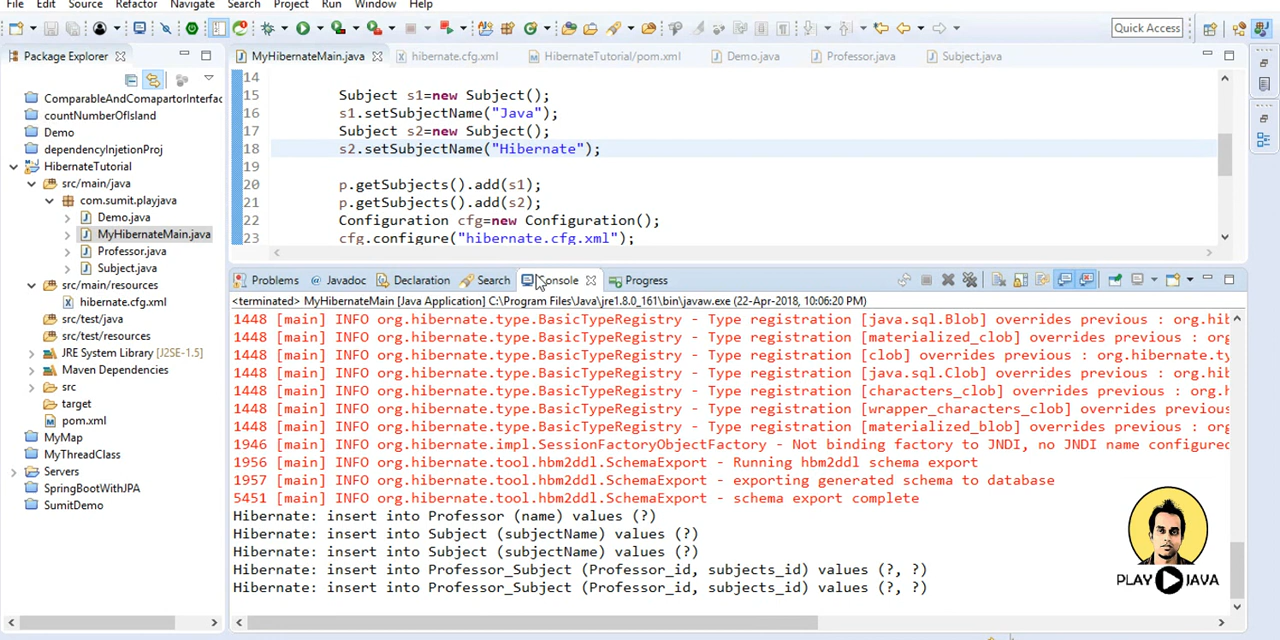 File Edit Source Refactor Navigate Search Project Run Window Help
Quick Access
Package Explorer
MyHibernateMain.java hibernate.cfg.xml HibernateTutorial/pom.xml Demo.java Professor.java Subject.java
ComparableAndComapartorInterfac
countNumberOfIsland
Demo
dependencyInjetionProj
HibernateTutorial
src/main/java
com.sumit.playjava
Demo.java
MyHibernateMain.java
Professor.java
Subject.java
src/main/resources
hibernate.cfg.xml
src/test/java
src/test/resources
JRE System Library [J2SE-1.5]
Maven Dependencies
src
target
pom.xml
MyMap
MyThreadClass
Servers
SpringBootWithJPA
SumitDemo
14
15 Subject s1=new Subject();
16 s1.setSubjectName("Java");
17 Subject s2=new Subject();
18 s2.setSubjectName("Hibernate");
19
20 p.getSubjects().add(s1);
21 p.getSubjects().add(s2);
22 Configuration cfg=new Configuration();
23 cfg.configure("hibernate.cfg.xml");
Problems @ Javadoc Declaration Search Console Progress
<terminated> MyHibernateMain [Java Application] C:\Program Files\Java\jre1.8.0_161\bin\javaw.exe (22-Apr-2018, 10:06:20 PM)
1448 [main] INFO org.hibernate.type.BasicTypeRegistry - Type registration [java.sql.Blob] overrides previous : org.hib
1448 [main] INFO org.hibernate.type.BasicTypeRegistry - Type registration [materialized_clob] overrides previous : org
1448 [main] INFO org.hibernate.type.BasicTypeRegistry - Type registration [clob] overrides previous : org.hibernate.ty
1448 [main] INFO org.hibernate.type.BasicTypeRegistry - Type registration [java.sql.Clob] overrides previous : org.hib
1448 [main] INFO org.hibernate.type.BasicTypeRegistry - Type registration [characters_clob] overrides previous : org.h
1448 [main] INFO org.hibernate.type.BasicTypeRegistry - Type registration [wrapper_characters_clob] overrides previous
1448 [main] INFO org.hibernate.type.BasicTypeRegistry - Type registration [materialized_blob] overrides previous : org
1946 [main] INFO org.hibernate.impl.SessionFactoryObjectFactory - Not binding factory to JNDI, no JNDI name configured
1956 [main] INFO org.hibernate.tool.hbm2ddl.SchemaExport - Running hbm2ddl schema export
1957 [main] INFO org.hibernate.tool.hbm2ddl.SchemaExport - exporting generated schema to database
5451 [main] INFO org.hibernate.tool.hbm2ddl.SchemaExport - schema export complete
Hibernate: insert into Professor (name) values (?)
Hibernate: insert into Subject (subjectName) values (?)
Hibernate: insert into Subject (subjectName) values (?)
Hibernate: insert into Professor_Subject (Professor_id, subjects_id) values (?, ?)
Hibernate: insert into Professor_Subject (Professor_id, subjects_id) values (?, ?)
PLAY JAVA